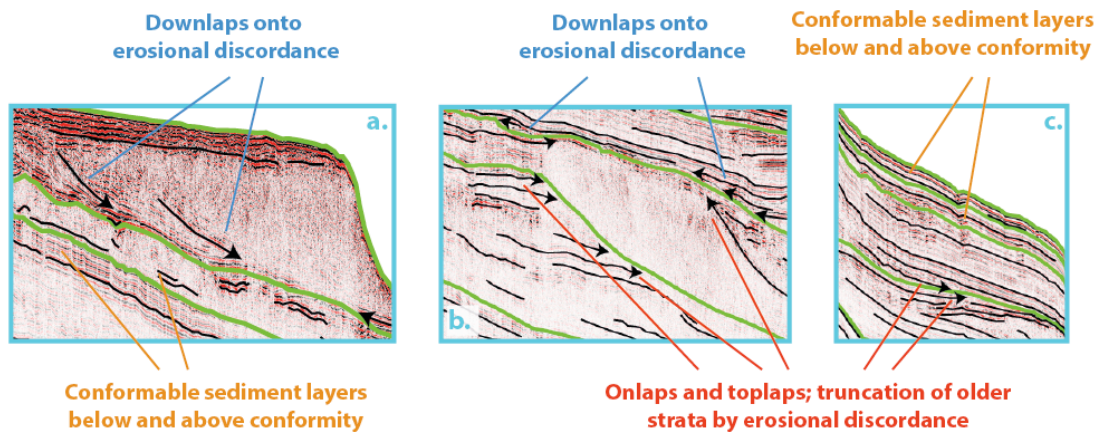 Downlaps onto
erosional discordance
Downlaps onto
erosional discordance
Conformable sediment layers
below and above conformity
a.
b.
c.
Conformable sediment layers
below and above conformity
Onlaps and toplaps; truncation of older
strata by erosional discordance